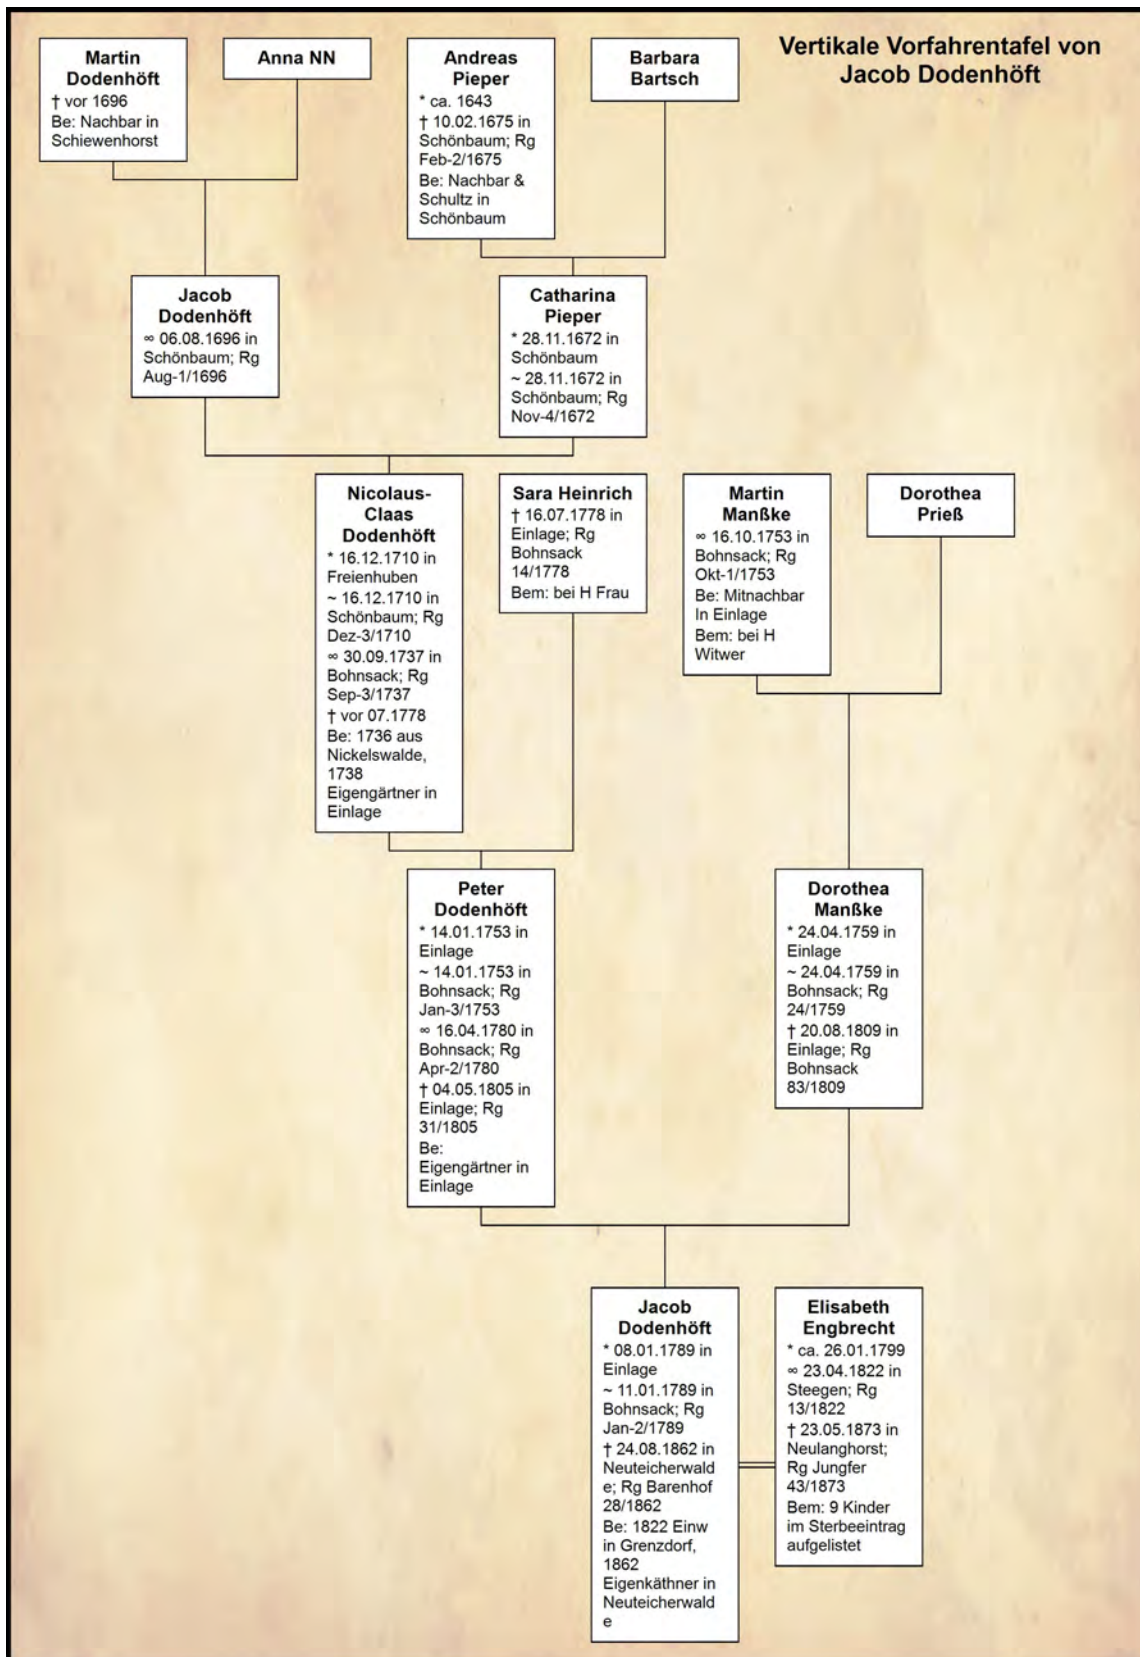 Vertikale Vorfahrentafel von
Jacob Dodenhöft
Martin
Dodenhöft
† vor 1696
Be: Nachbar in
Schiewenhorst
Anna NN
Andreas
Pieper
* ca. 1643
† 10.02.1675 in
Schönbaum; Rg
Feb-2/1675
Be: Nachbar &
Schultz in
Schönbaum
Barbara
Bartsch
Jacob
Dodenhöft
∞ 06.08.1696 in
Schönbaum; Rg
Aug-1/1696
Catharina
Pieper
* 28.11.1672 in
Schönbaum
~ 28.11.1672 in
Schönbaum; Rg
Nov-4/1672
Nicolaus-
Claas
Dodenhöft
* 16.12.1710 in
Freienhuben
~ 16.12.1710 in
Schönbaum; Rg
Dez-3/1710
∞ 30.09.1737 in
Bohnsack; Rg
Sep-3/1737
† vor 07.1778
Be: 1736 aus
Nickelswalde,
1738
Eigengärtner in
Einlage
Sara Heinrich
† 16.07.1778 in
Einlage; Rg
Bohnsack
14/1778
Bem: bei H Frau
Martin
Manßke
∞ 16.10.1753 in
Bohnsack; Rg
Okt-1/1753
Be: Mitnachbar
In Einlage
Bem: bei H
Witwer
Dorothea
Prieß
Peter
Dodenhöft
* 14.01.1753 in
Einlage
~ 14.01.1753 in
Bohnsack; Rg
Jan-3/1753
∞ 16.04.1780 in
Bohnsack; Rg
Apr-2/1780
† 04.05.1805 in
Einlage; Rg
31/1805
Be:
Eigengärtner in
Einlage
Dorothea
Manßke
* 24.04.1759 in
Einlage
~ 24.04.1759 in
Bohnsack; Rg
24/1759
† 20.08.1809 in
Einlage; Rg
Bohnsack
83/1809
Jacob
Dodenhöft
* 08.01.1789 in
Einlage
~ 11.01.1789 in
Bohnsack; Rg
Jan-2/1789
† 24.08.1862 in
Neuteicherwald
e; Rg Barenhof
28/1862
Be: 1822 Einw
in Grenzdorf,
1862
Eigenkäthner in
Neuteicherwald
e
Elisabeth
Engbrecht
* ca. 26.01.1799
∞ 23.04.1822 in
Steegen; Rg
13/1822
† 23.05.1873 in
Neulanghorst;
Rg Jungfer
43/1873
Bem: 9 Kinder
im Sterbeeintrag
aufgelistet